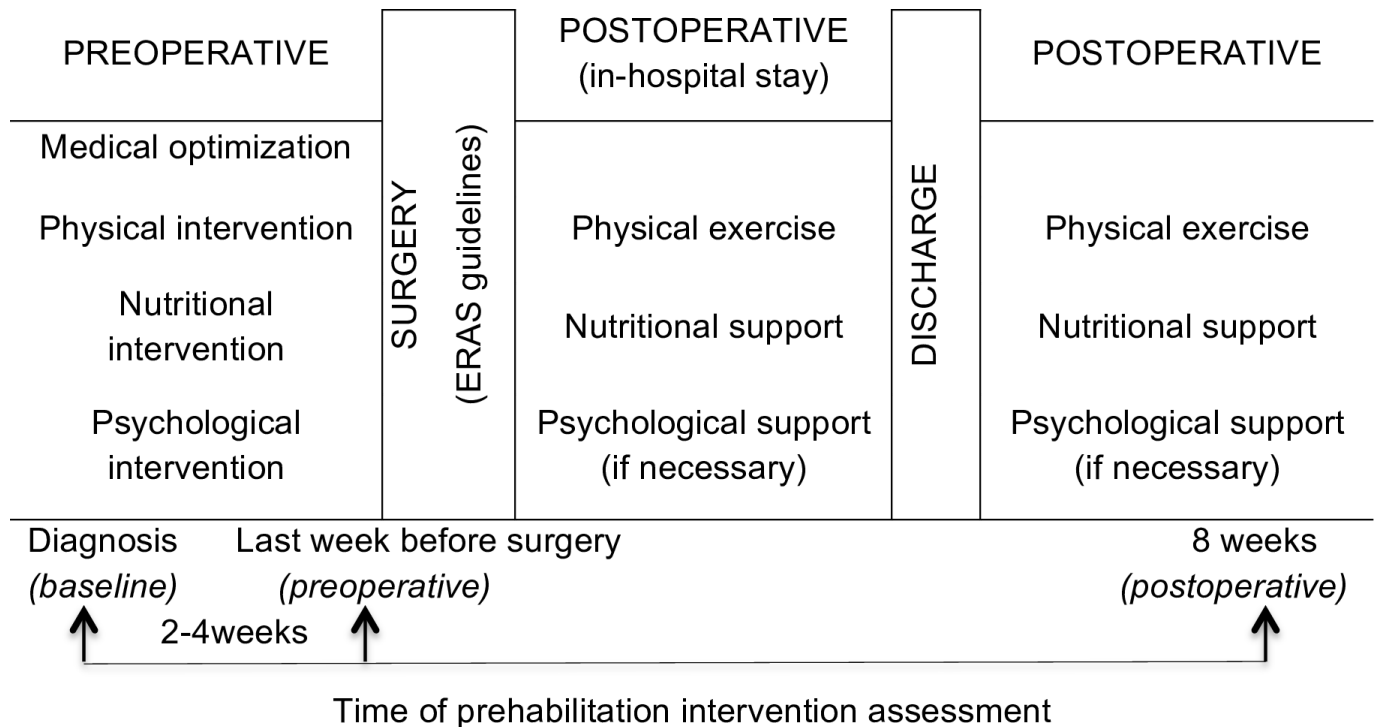 PREOPERATIVE
Medical optimization
Physical intervention
Nutritional
intervention
Psychological
intervention
SURGERY
(ERAS guidelines)
POSTOPERATIVE
(in-hospital stay)
Physical exercise
Nutritional support
Psychological support
(if necessary)
DISCHARGE
POSTOPERATIVE
Physical exercise
Nutritional support
Psychological support
(if necessary)
Diagnosis
(baseline)
Last week before surgery
(preoperative)
8 weeks
(postoperative)
2-4weeks
Time of prehabilitation intervention assessment